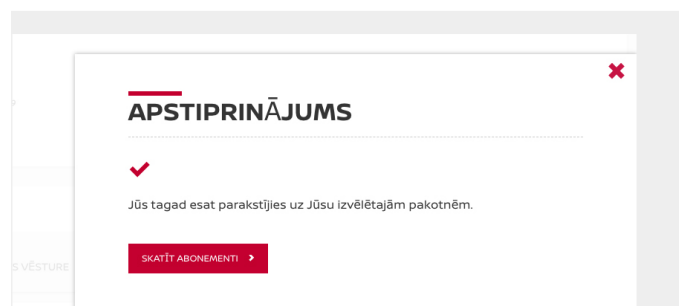 APSTIPRINĀJUMS
Jūs tagad esat parakstījies uz Jūsu izvēlētajām pakotnēm.
SKATĪT ABONEMENTI
S VĒSTURE